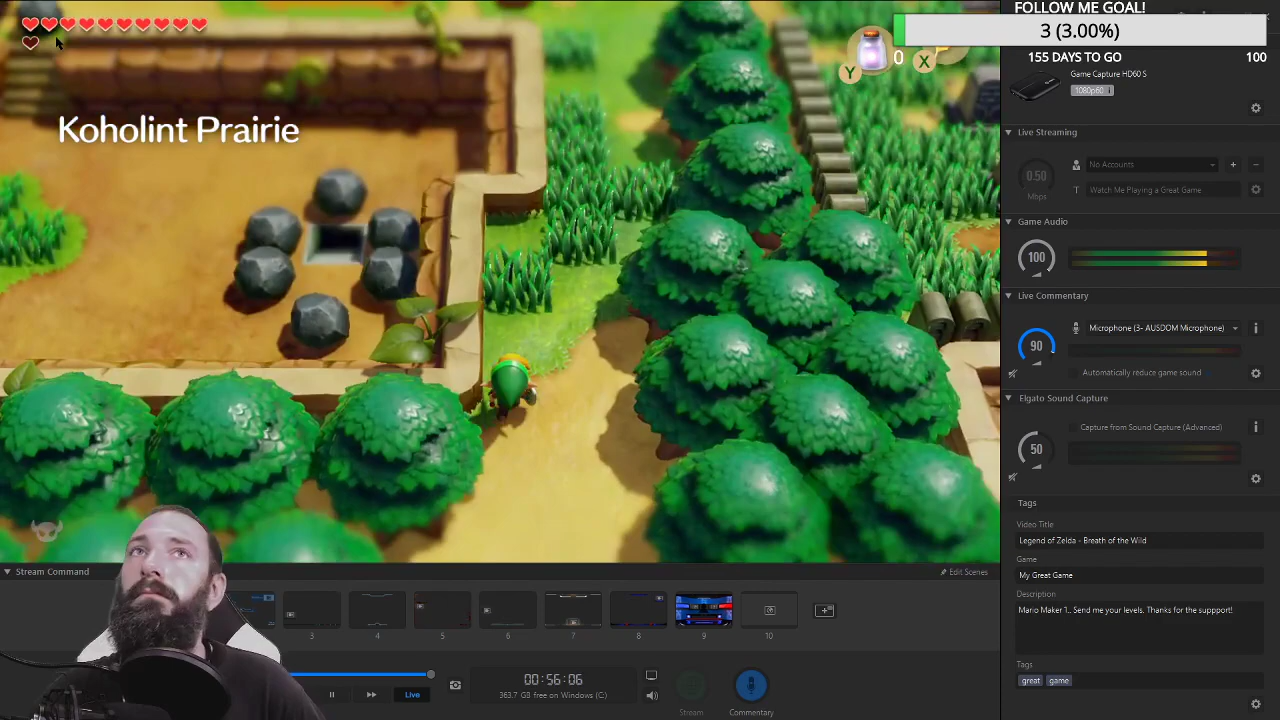 FOLLOW ME GOAL!
3 (3.00%)
155 DAYS TO GO
100
Game Capture HD60 S
1080p60
Y
0
X
Koholint Prairie
Live Streaming
0.50
Mbps
No Accounts
T
Watch Me Playing a Great Game
Game Audio
100
Live Commentary
90
Microphone (3- AUSDOM Microphone)
Automatically reduce game sound
Elgato Sound Capture
50
Capture from Sound Capture (Advanced)
Tags
Video Title
Legend of Zelda - Breath of the Wild
Game
My Great Game
Description
Mario Maker 1.. Send me your goals. Thanks for the suppport!
Tags
great
game
Stream Command
Edit Scenes
3
4
5
6
7
8
9
10
Live
00:56:06
363.7 GB free on Windows (C)
Stream
Commentary